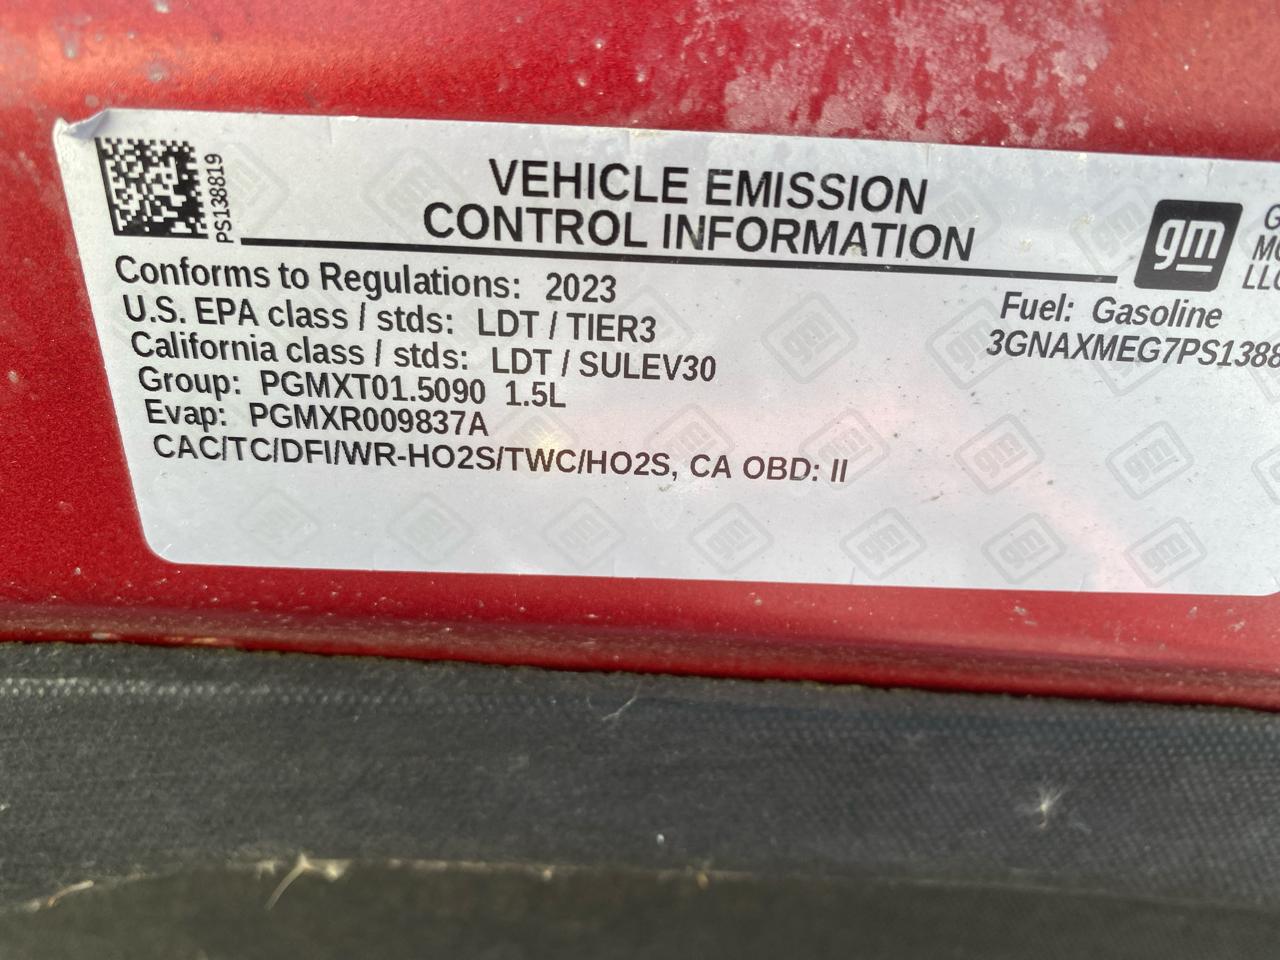 PS138819
VEHICLE EMISSION
CONTROL INFORMATION
gm
Conforms to Regulations: 2023
U.S. EPA class / stds: LDT / TIER3
California class / stds: LDT / SULEV30
Group: PGMXT01.5090 1.5L
Evap: PGMXR009837A
CAC/TC/DFI/WR-HO2S/TWC/HO2S, CA OBD: II
Fuel: Gasoline
3GNAXMEG7PS1388